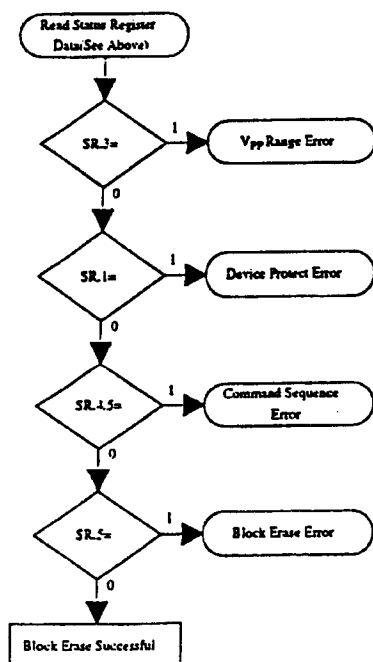 Read Status Register
Data(See Above)
SR.3=
1
VPP Range Error
0
SR.1=
1
Device Protect Error
0
SR.4,5=
1
Command Sequence
Error
0
SR.5=
1
Block Erase Error
0
Block Erase Successful